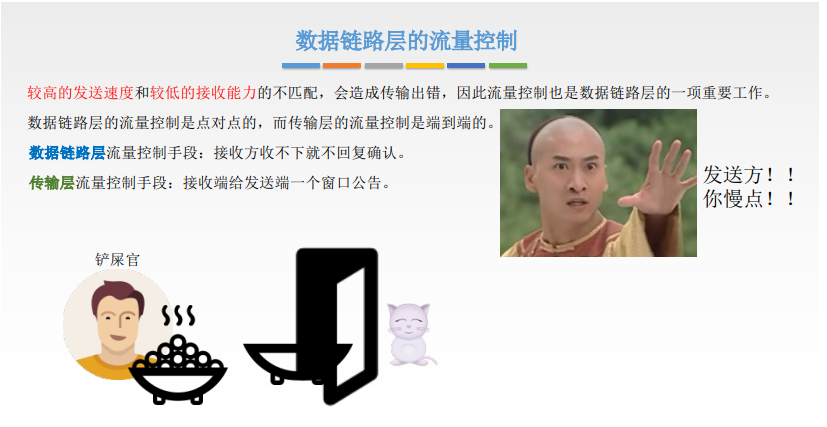 数据链路层的流量控制
较高的发送速度和较低的接收能力的不匹配，会造成传输出错，因此流量控制也是数据链路层的一项重要工作。
数据链路层的流量控制是点对点的，而传输层的流量控制是端到端的。
数据链路层流量控制手段：接收方收不下就不回复确认。
传输层流量控制手段：接收端给发送端一个窗口公告。
发送方！！
你慢点！！
铲屎官